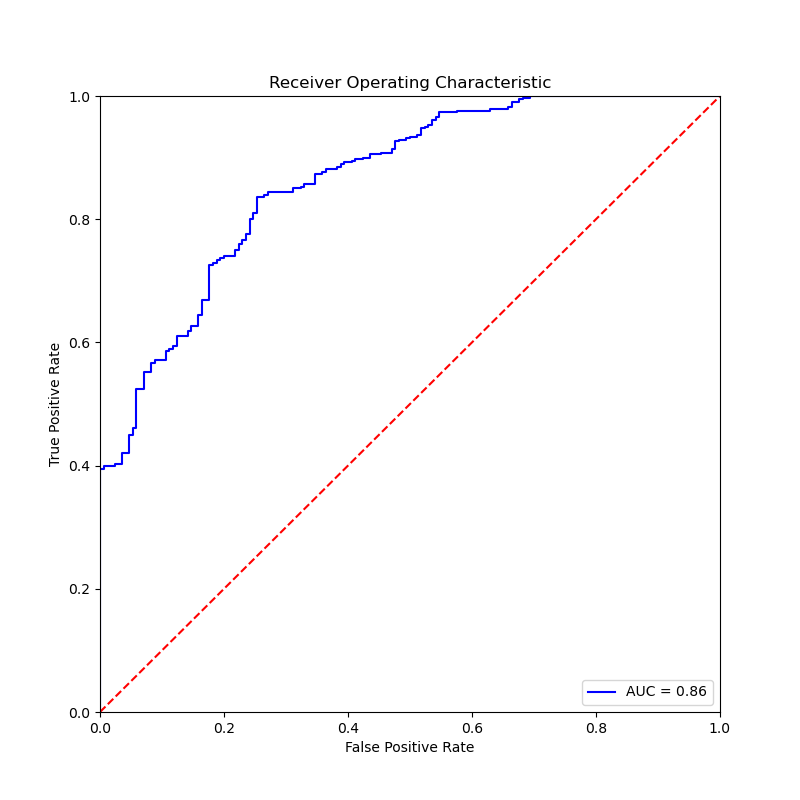 Receiver Operating Characteristic
True Positive Rate
1.0
0.8
0.6
0.4
0.2
0.0
AUC = 0.86
0.0 0.2 0.4 0.6 0.8 1.0
False Positive Rate